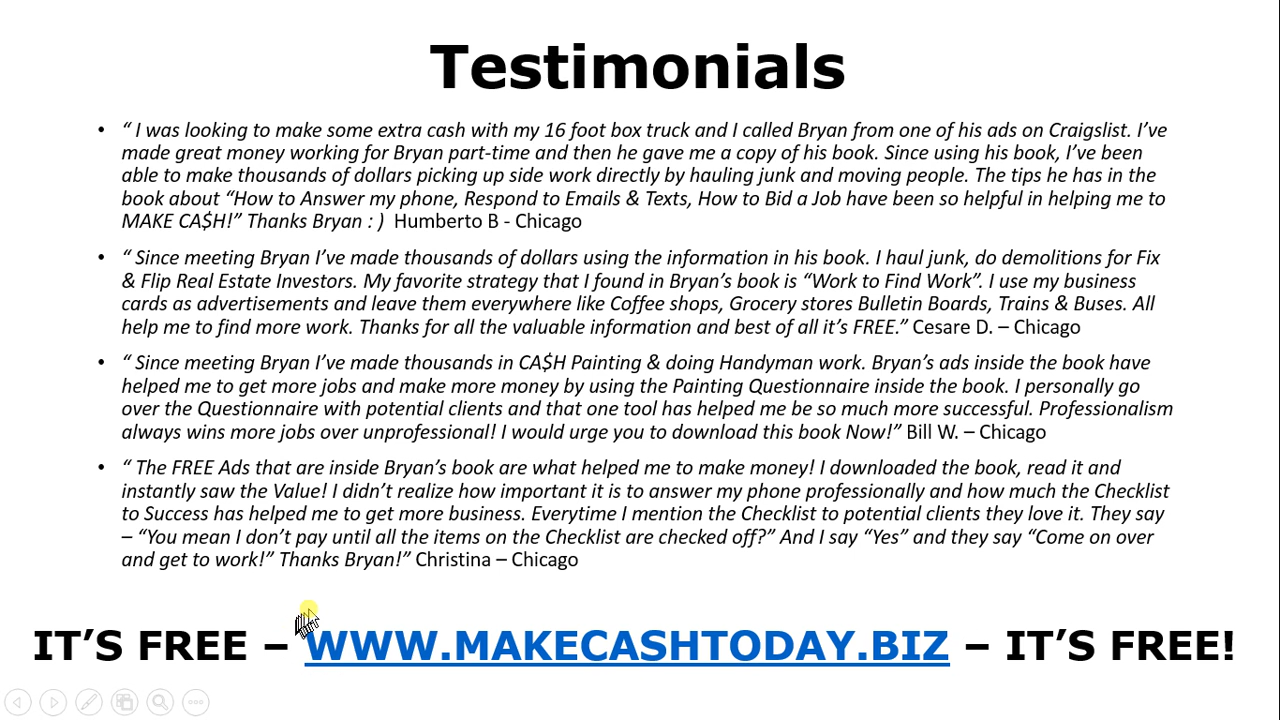 Testimonials
• “ I was looking to make some extra cash with my 16 foot box truck and I called Bryan from one of his ads on Craigslist. I’ve
made great money working for Bryan part-time and then he gave me a copy of his book. Since using his book, I’ve been
able to make thousands of dollars picking up side work directly by hauling junk and moving people. The tips he has in the
book about “How to Answer my phone, Respond to Emails & Texts, How to Bid a Job have been so helpful in helping me to
MAKE CA$H!” Thanks Bryan : ) Humberto B - Chicago
• “ Since meeting Bryan I’ve made thousands of dollars using the information in his book. I haul junk, do demolitions for Fix
& Flip Real Estate Investors. My favorite strategy that I found in Bryan’s book is “Work to Find Work”. I use my business
cards as advertisements and leave them everywhere like Coffee shops, Grocery stores Bulletin Boards, Trains & Buses. All
help me to find more work. Thanks for all the valuable information and best of all it’s FREE.” Cesare D. – Chicago
• “ Since meeting Bryan I’ve made thousands in CA$H Painting & doing Handyman work. Bryan’s ads inside the book have
helped me to get more jobs and make more money by using the Painting Questionnaire inside the book. I personally go
over the Questionnaire with potential clients and that one tool has helped me be so much more successful. Professionalism
always wins more jobs over unprofessional! I would urge you to download this book Now!” Bill W. – Chicago
• “ The FREE Ads that are inside Bryan’s book are what helped me to make money! I downloaded the book, read it and
instantly saw the Value! I didn’t realize how important it is to answer my phone professionally and how much the Checklist
to Success has helped me to get more business. Everytime I mention the Checklist to potential clients they love it. They say
– “You mean I don’t pay until all the items on the Checklist are checked off?” And I say “Yes” and they say “Come on over
and get to work!” Thanks Bryan!” Christina – Chicago
IT’S FREE – WWW.MAKECASHTODAY.BIZ – IT’S FREE!